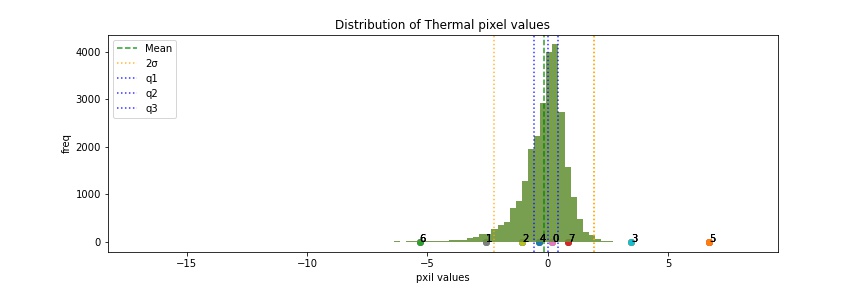 Distribution of Thermal pixel values
Mean
2σ
q1
q2
q3
freq
4000
3000
2000
1000
0
6 1 2 4 0 7 3 5
−15 −10 −5 0 5
pxil values